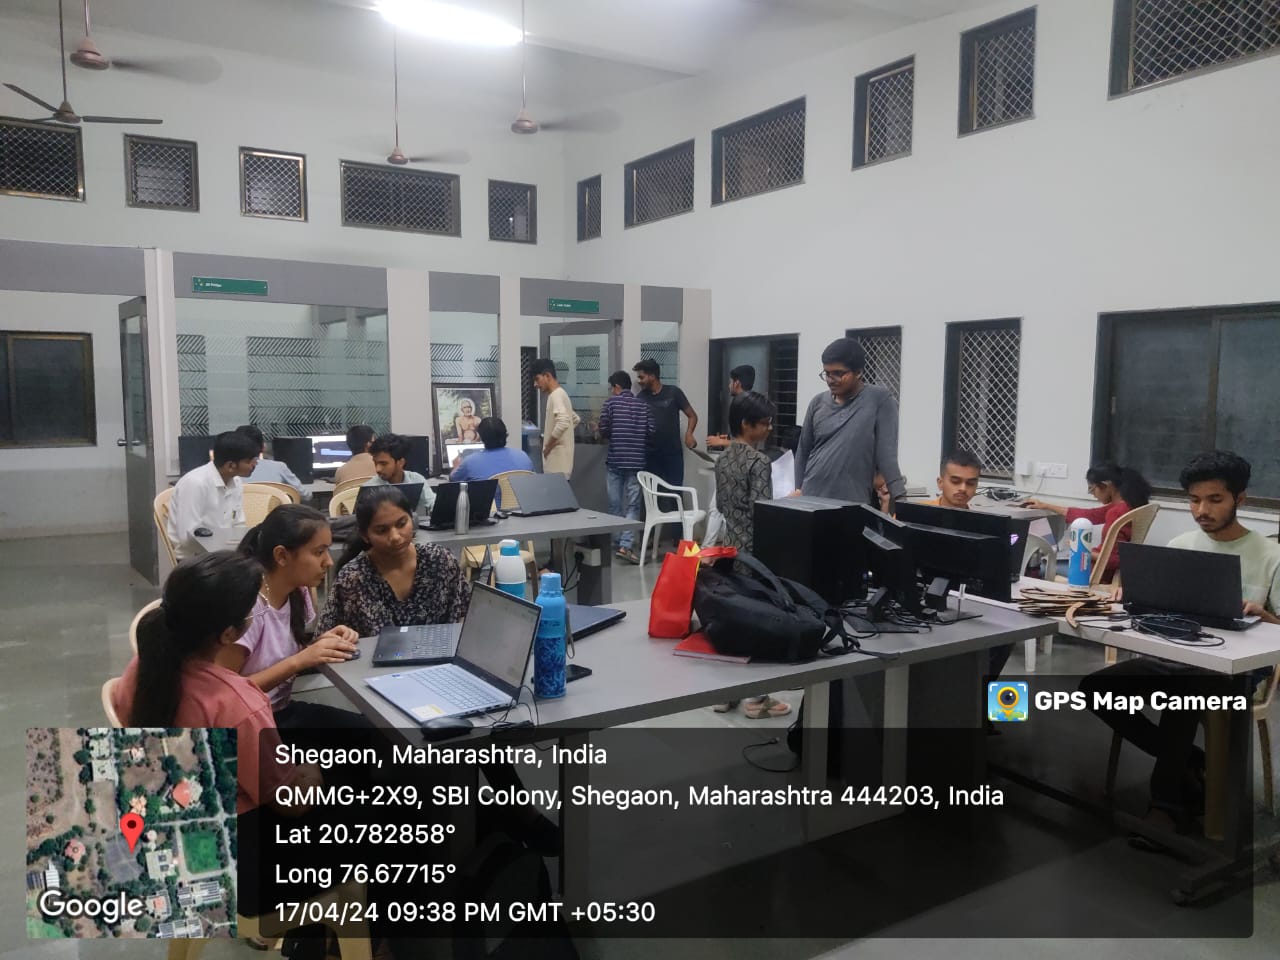 GPS Map Camera
Shegaon, Maharashtra, India
QMMG+2X9, SBI Colony, Shegaon, Maharashtra 444203, India
Lat 20.782858°
Long 76.67715°
17/04/24 09:38 PM GMT +05:30
Google